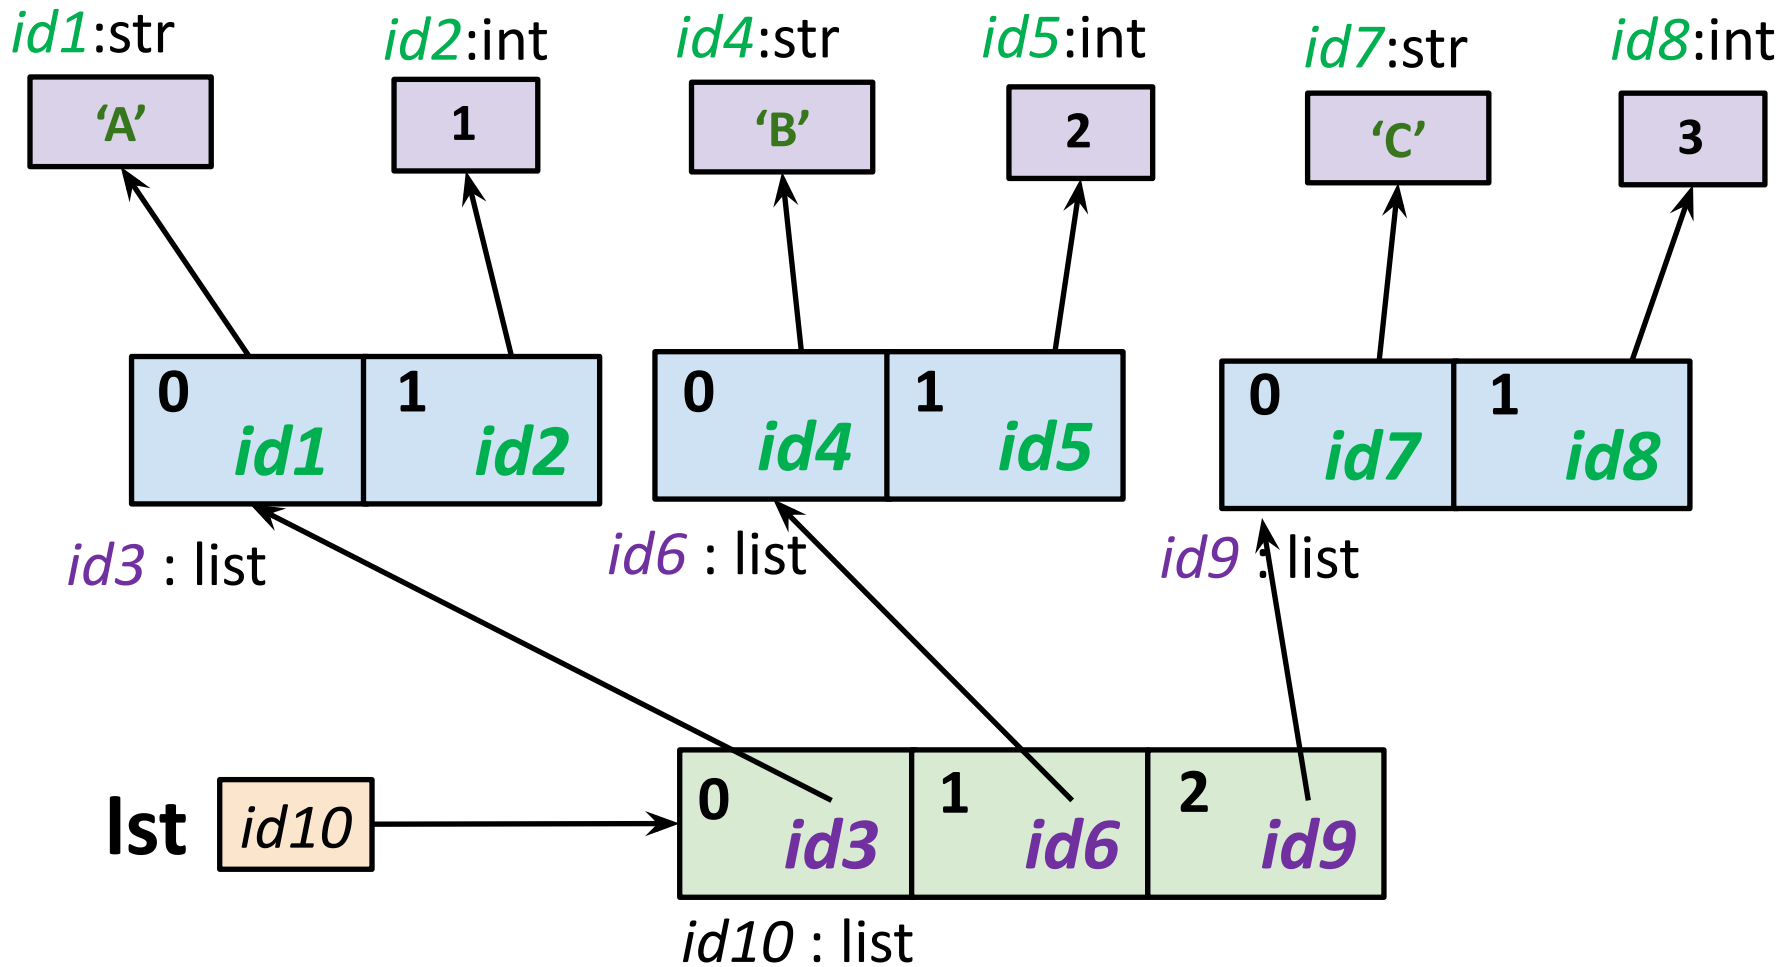 id1:str id2:int id4:str id5:int id7:str id8:int
‘A’ 1 ‘B’ 2 ‘C’ 3
0 1 0 1 0 1
id1 id2 id4 id5 id7 id8
id3 : list id6 : list id9 : list
0 1 2
lst id10 id3 id6 id9
id10 : list